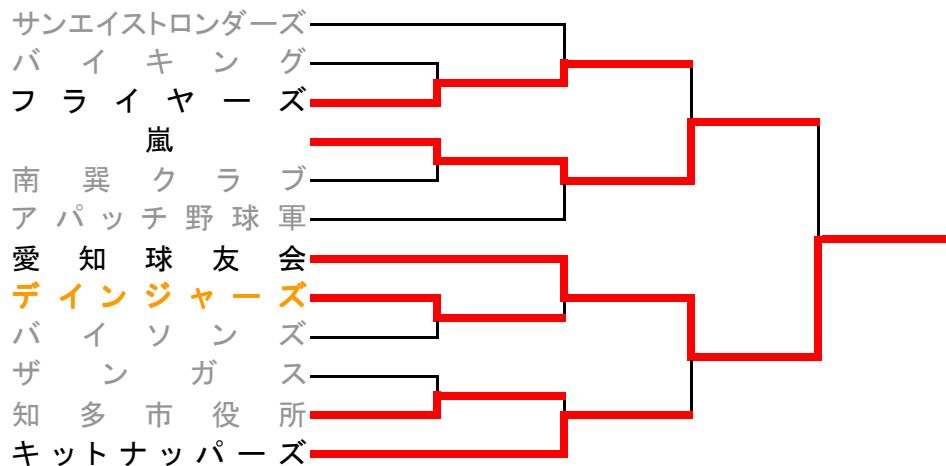 サンエイストロンダーズ
バイキング
フライヤーズ
嵐
南巽クラブ
アパッチ野球軍
愛知球友会
デインジャーズ
バイソンズ
ザンガス
知多市役所
キットナッパーズ